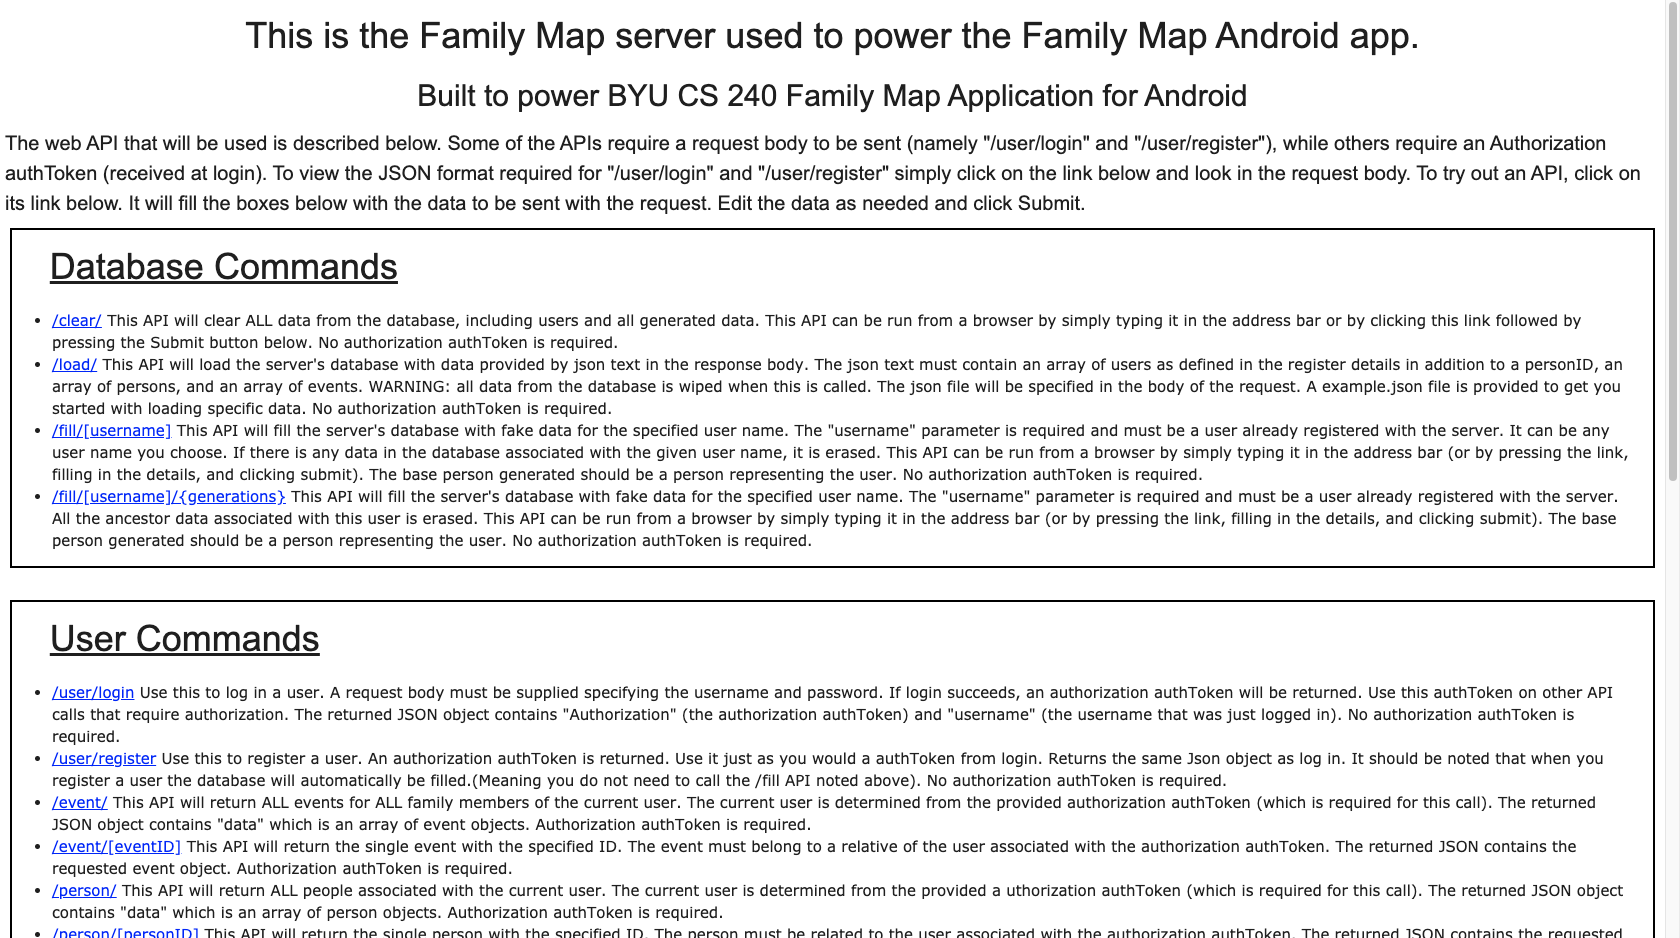 This is the Family Map server used to power the Family Map Android app.
Built to power BYU CS 240 Family Map Application for Android
The web API that will be used is described below. Some of the APIs require a request body to be sent (namely "/user/login" and "/user/register"), while others require an Authorization
authToken (received at login). To view the JSON format required for "/user/login" and "/user/register" simply click on the link below and look in the request body. To try out an API, click on
its link below. It will fill the boxes below with the data to be sent with the request. Edit the data as needed and click Submit.
Database Commands
• /clear/ This API will clear ALL data from the database, including users and all generated data. This API can be run from a browser by simply typing it in the address bar or by clicking this link followed by
pressing the Submit button below. No authorization authToken is required.
• /load/ This API will load the server's database with data provided by json text in the response body. The json text must contain an array of users as defined in the register details in addition to a personID, an
array of persons, and an array of events. WARNING: all data from the database is wiped when this is called. The json file will be specified in the body of the request. A example.json file is provided to get you
started with loading specific data. No authorization authToken is required.
• /fill/[username] This API will fill the server's database with fake data for the specified user name. The "username" parameter is required and must be a user already registered with the server. It can be any
user name you choose. If there is any data in the database associated with the given user name, it is erased. This API can be run from a browser by simply typing it in the address bar (or by pressing the link,
filling in the details, and clicking submit). The base person generated should be a person representing the user. No authorization authToken is required.
• /fill/[username]/{generations} This API will fill the server's database with fake data for the specified user name. The "username" parameter is required and must be a user already registered with the server.
All the ancestor data associated with this user is erased. This API can be run from a browser by simply typing it in the address bar (or by pressing the link, filling in the details, and clicking submit). The base
person generated should be a person representing the user. No authorization authToken is required.
User Commands
• /user/login Use this to log in a user. A request body must be supplied specifying the username and password. If login succeeds, an authorization authToken will be returned. Use this authToken on other API
calls that require authorization. The returned JSON object contains "Authorization" (the authorization authToken) and "username" (the username that was just logged in). No authorization authToken is
required.
• /user/register Use this to register a user. An authorization authToken is returned. Use it just as you would a authToken from login. Returns the same Json object as log in. It should be noted that when you
register a user the database will automatically be filled.(Meaning you do not need to call the /fill API noted above). No authorization authToken is required.
• /event/ This API will return ALL events for ALL family members of the current user. The current user is determined from the provided authorization authToken (which is required for this call). The returned
JSON object contains "data" which is an array of event objects. Authorization authToken is required.
• /event/[eventID] This API will return the single event with the specified ID. The event must belong to a relative of the user associated with the authorization authToken. The returned JSON contains the
requested event object. Authorization authToken is required.
• /person/ This API will return ALL people associated with the current user. The current user is determined from the provided a uthorization authToken (which is required for this call). The returned JSON object
contains "data" which is an array of person objects. Authorization authToken is required.
• /person/[personID] This API will return the single person with the specified ID. The person must be related to the user associated with the authorization authToken. The returned JSON contains the requested